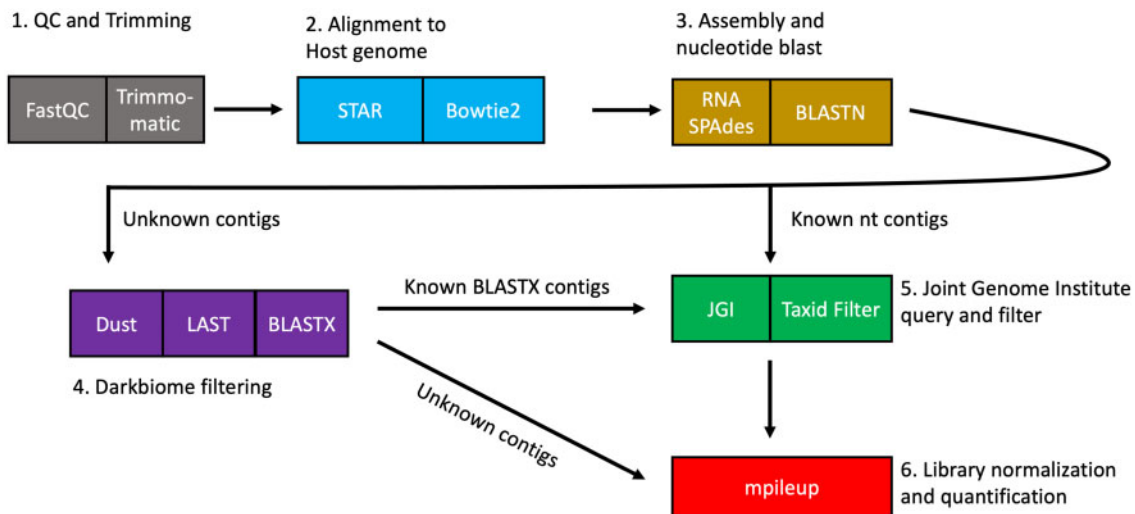 1. QC and Trimming
2. Alignment to
Host genome
3. Assembly and
nucleotide blast
FastQC
Trimmo-
matic
STAR
Bowtie2
RNA
SPAdes
BLASTN
Unknown contigs
Known nt contigs
Known BLASTX contigs
Dust
LAST
BLASTX
JGI
Taxid Filter
5. Joint Genome Institute
query and filter
4. Darkbiome filtering
Unknown contigs
mpileup
6. Library normalization
and quantification